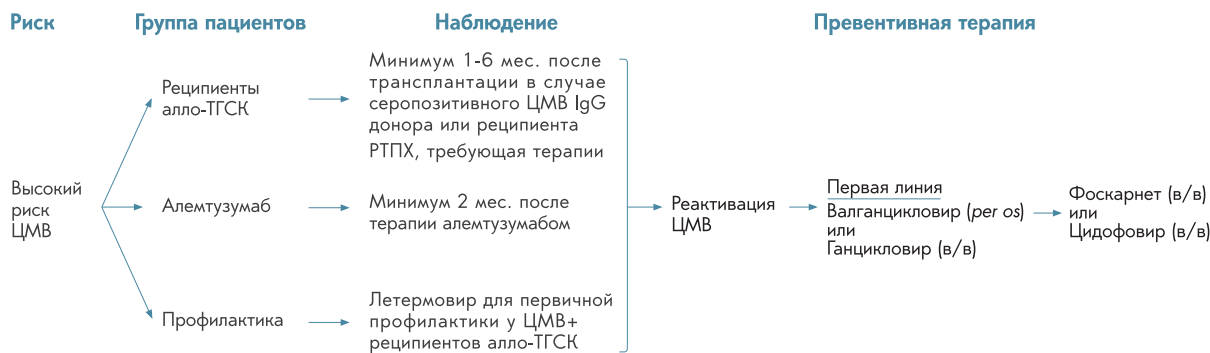 Риск
Группа пациентов
Наблюдение
Превентивная терапия
Высокий
риск
ЦМВ
Реципиенты
алло-ТГСК
Минимум 1-6 мес. после
трансплантации в случае
серопозитивного ЦМВ IgG
донора или реципиента
РТПХ, требующая терапии
Алемтузумаб
Минимум 2 мес. после
терапии алемтузумабом
Профилактика
Летермовир для первичной
профилактики у ЦМВ+
реципиентов алло-ТГСК
Реактивация
ЦМВ
Первая линия
Валганцикловир (per os)
или
Ганцикловир (в/в)
Фоскарнет (в/в)
или
Цидофовир (в/в)